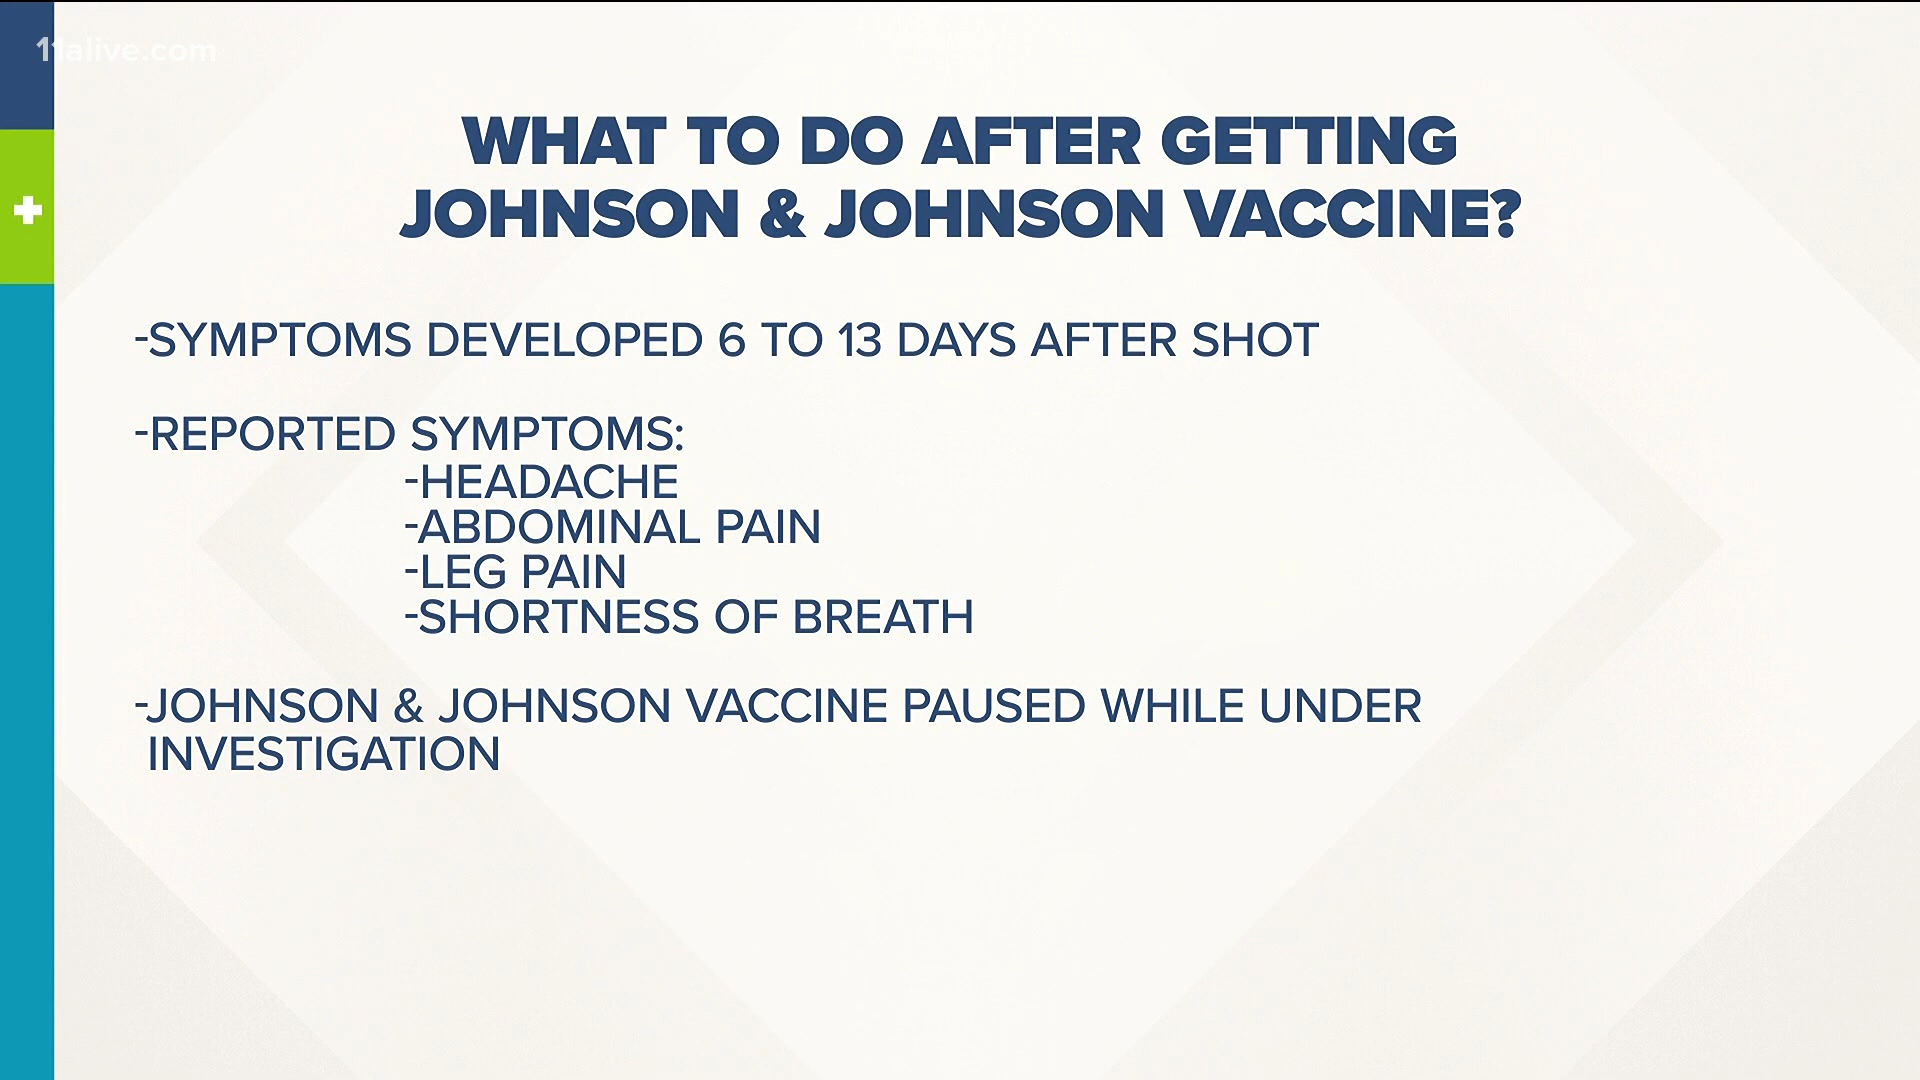 11alive.com
WHAT TO DO AFTER GETTING
JOHNSON & JOHNSON VACCINE?
-SYMPTOMS DEVELOPED 6 TO 13 DAYS AFTER SHOT
-REPORTED SYMPTOMS:
-HEADACHE
-ABDOMINAL PAIN
-LEG PAIN
-SHORTNESS OF BREATH
-JOHNSON & JOHNSON VACCINE PAUSED WHILE UNDER
INVESTIGATION